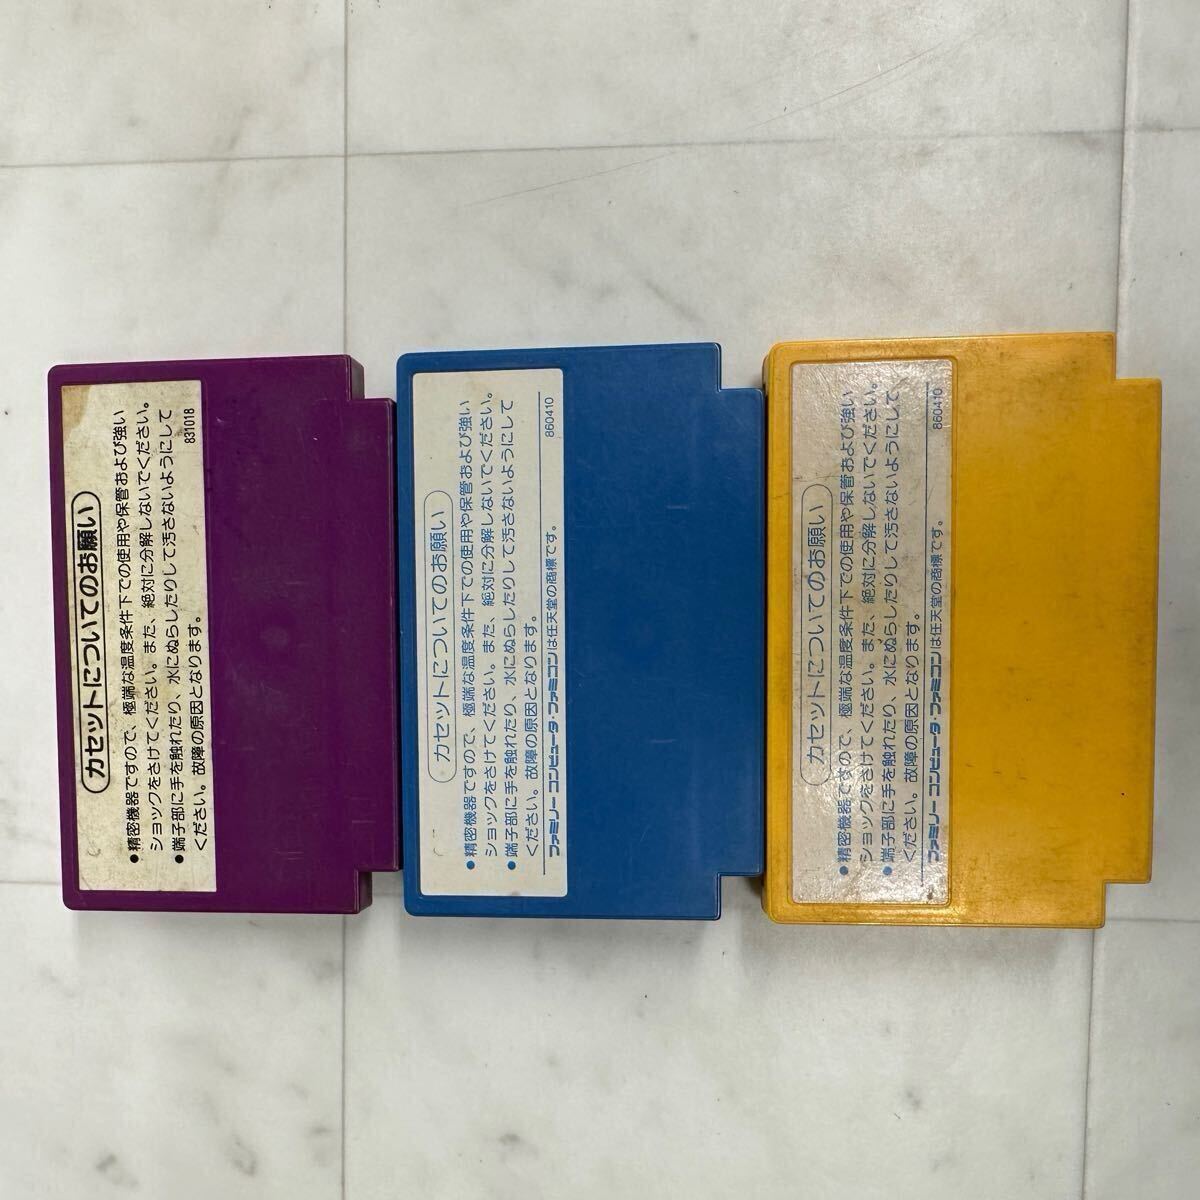 カセットについてのお願い
●精密機器ですので、極端な温度条件下での使用や保管および強い
ショックをさけてください。また、絶対に分解しないでください。
●端子部に手を触れたり、水にぬらしたりして汚さないようにして
ください。故障の原因となります。
831018
カセットについてのお願い
●精密機器ですので、極端な温度条件下での使用や保管および強い
ショックをさけてください。また、絶対に分解しないでください。
●端子部に手を触れたり、水にぬらしたりして汚さないようにして
ください。故障の原因となります。
ファミリー コンピュータ・ファミコンは任天堂の商標です。
860410
カセットについてのお願い
●精密機器ですので、極端な温度条件下での使用や保管および強い
ショックをさけてください。また、絶対に分解しないでください。
●端子部に手を触れたり、水にぬらしたりして汚さないようにして
ください。故障の原因となります。
ファミリー コンピュータ・ファミコンは任天堂の商標です。
860410